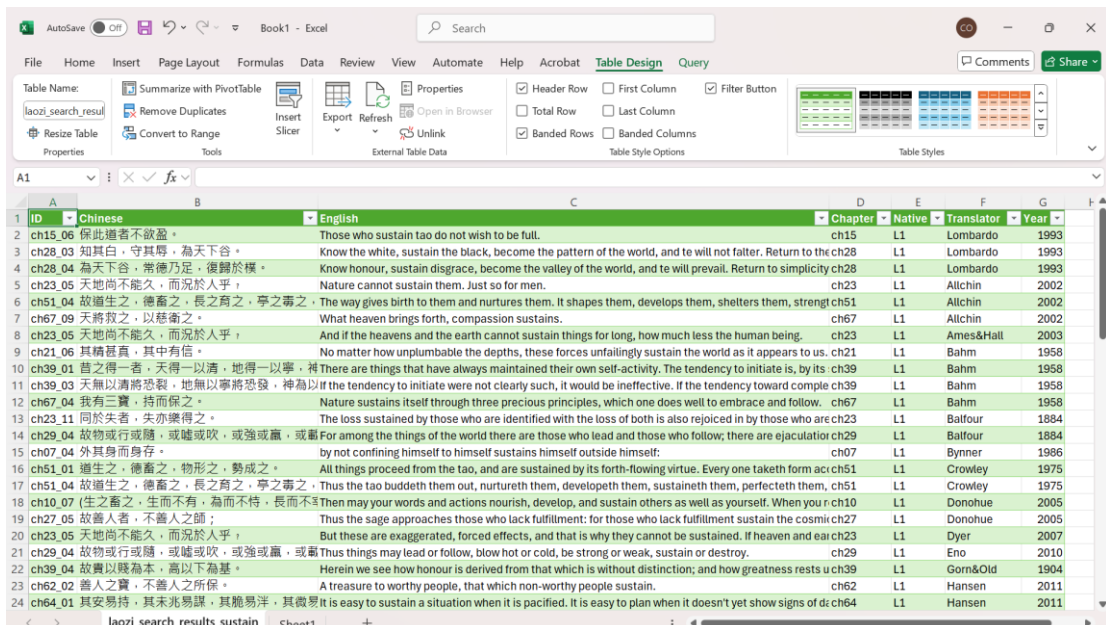 AutoSave Off Book1 - Excel Search CO
File Home Insert Page Layout Formulas Data Review View Automate Help Acrobat Table Design Query Comments Share
Table Name: Summarize with PivotTable Properties Header Row First Column Filter Button
laozi_search_resul Remove Duplicates Insert Slicer Export Refresh Open in Browser Total Row Last Column
Resize Table Convert to Range Unlink Banded Rows Banded Columns
Properties Tools External Table Data Table Style Options Table Styles
A1 fx
A B C D E F G H
1 ID Chinese English Chapter Native Translator Year
2 ch15_06 保此道者不欲盈。 Those who sustain tao do not wish to be full. ch15 L1 Lombardo 1993
3 ch28_03 知其白，守其辱，為天下谷。 Know the white, sustain the black, become the pattern of the world, and te will not falter. Return to the ch28 L1 Lombardo 1993
4 ch28_04 為天下谷，常德乃足，復歸於樸。 Know honour, sustain disgrace, become the valley of the world, and te will prevail. Return to simplicity ch28 L1 Lombardo 1993
5 ch23_05 天地尚不能久，而況於人乎， Nature cannot sustain them. Just so for men. ch23 L1 Allchin 2002
6 ch51_04 故道生之，德畜之，長之育之，亭之毒之， The way gives birth to them and nurtures them. It shapes them, develops them, shelters them, strengt ch51 L1 Allchin 2002
7 ch67_09 天將救之，以慈衛之。 What heaven brings forth, compassion sustains. ch67 L1 Allchin 2002
8 ch23_05 天地尚不能久，而況於人乎， And if the heavens and the earth cannot sustain things for long, how much less the human being. ch23 L1 Ames&Hall 2003
9 ch21_06 其精甚真，其中有信。 No matter how unplumbable the depths, these forces unfailingly sustain the world as it appears to us. ch21 L1 Bahm 1958
10 ch39_01 昔之得一者，天得一以清，地得一以寧，神 There are things that have always maintained their own self-activity. The tendency to initiate is, by its ch39 L1 Bahm 1958
11 ch39_03 天無以清將恐裂，地無以寧將恐發，神為以 If the tendency to initiate were not clearly such, it would be ineffective. If the tendency toward comple ch39 L1 Bahm 1958
12 ch67_04 我有三寶，持而保之。 Nature sustains itself through three precious principles, which one does well to embrace and follow. ch67 L1 Bahm 1958
13 ch23_11 同於失者，失亦樂得之。 The loss sustained by those who are identified with the loss of both is also rejoiced in by those who are ch23 L1 Balfour 1884
14 ch29_04 故物或行或隨，或噓或吹，或強或羸，或載 For among the things of the world there are those who lead and those who follow; there are ejaculation ch29 L1 Balfour 1884
15 ch07_04 外其身而身存。 by not confining himself to himself sustains himself outside himself: ch07 L1 Bynner 1986
16 ch51_01 道生之，德畜之，物形之，勢成之。 All things proceed from the tao, and are sustained by its forth-flowing virtue. Every one taketh form acc ch51 L1 Crowley 1975
17 ch51_04 故道生之，德畜之，長之育之，亭之毒之， Thus the tao buddeth them out, nurtureth them, developeth them, sustaineth them, perfecteth them, ch51 L1 Crowley 1975
18 ch10_07 (生之畜之，生而不有，為而不恃，長而不宰 Then may your words and actions nourish, develop, and sustain others as well as yourself. When you r ch10 L1 Donohue 2005
19 ch27_05 故善人者，不善人之師； Thus the sage approaches those who lack fulfillment: for those who lack fulfillment sustain the cosmic ch27 L1 Donohue 2005
20 ch23_05 天地尚不能久，而況於人乎， But these are exaggerated, forced effects, and that is why they cannot be sustained. If heaven and ear ch23 L1 Dyer 2007
21 ch29_04 故物或行或隨，或噓或吹，或強或羸，或載 Thus things may lead or follow, blow hot or cold, be strong or weak, sustain or destroy. ch29 L1 Eno 2010
22 ch39_04 故貴以賤為本，高以下為基。 Herein we see how honour is derived from that which is without distinction; and how greatness rests u ch39 L1 Gorn&Old 1904
23 ch62_02 善人之寶，不善人之所保。 A treasure to worthy people, that which non-worthy people sustain. ch62 L1 Hansen 2011
24 ch64_01 其安易持，其未兆易謀，其脆易泮，其微易 It is easy to sustain a situation when it is pacified. It is easy to plan when it doesn't yet show signs of da ch64 L1 Hansen 2011
laozi_search_results_sustain Sheet1 +